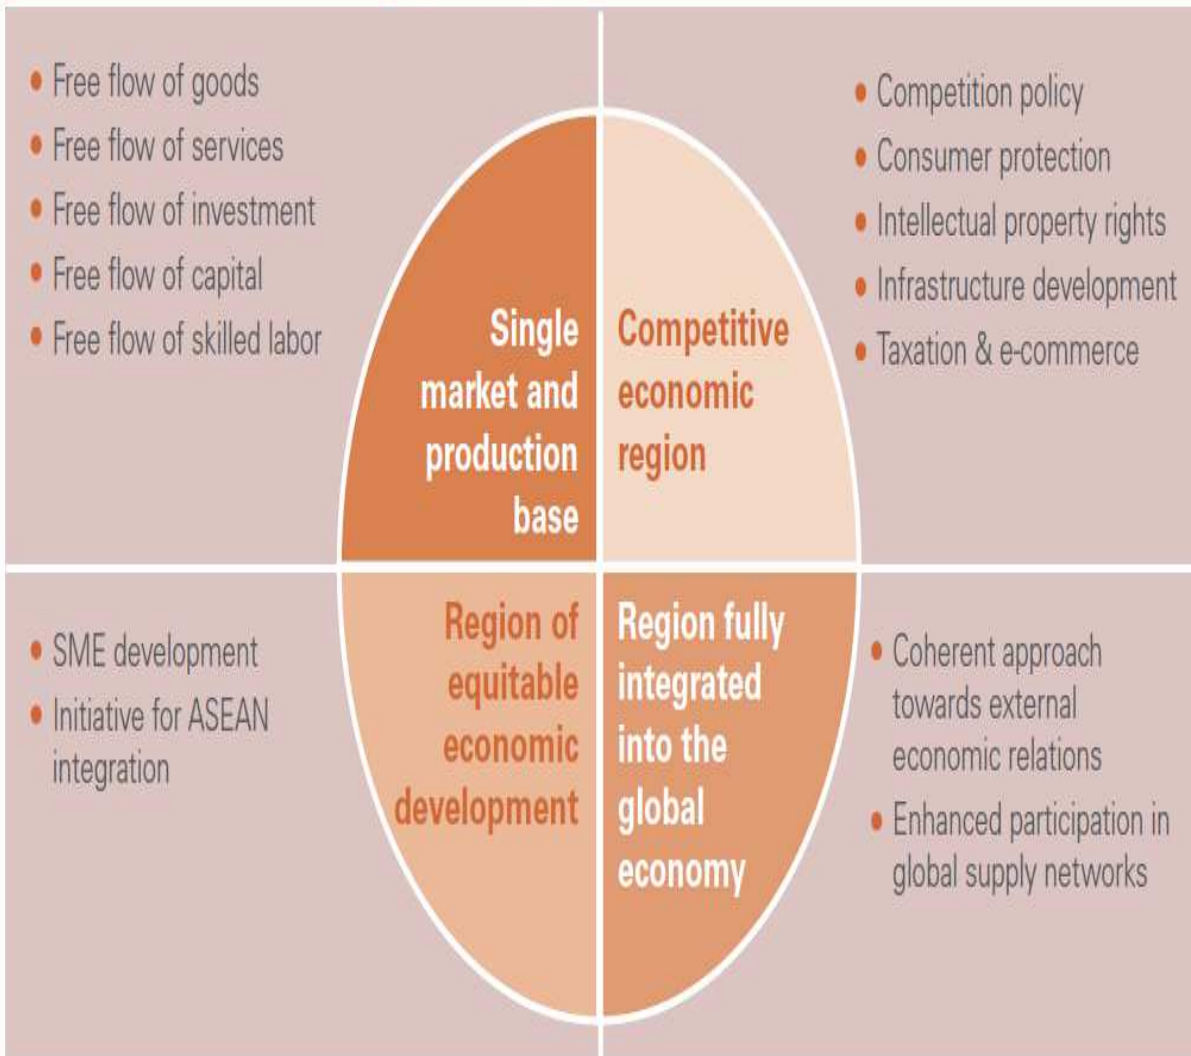 • Free flow of goods
• Free flow of services
• Free flow of investment
• Free flow of capital
• Free flow of skilled labor
Single
market and
production
base
Competitive
economic
region
• Competition policy
• Consumer protection
• Intellectual property rights
• Infrastructure development
• Taxation & e-commerce
• SME development
• Initiative for ASEAN
integration
Region of
equitable
economic
development
Region fully
integrated
into the
global
economy
• Coherent approach
towards external
economic relations
• Enhanced participation in
global supply networks